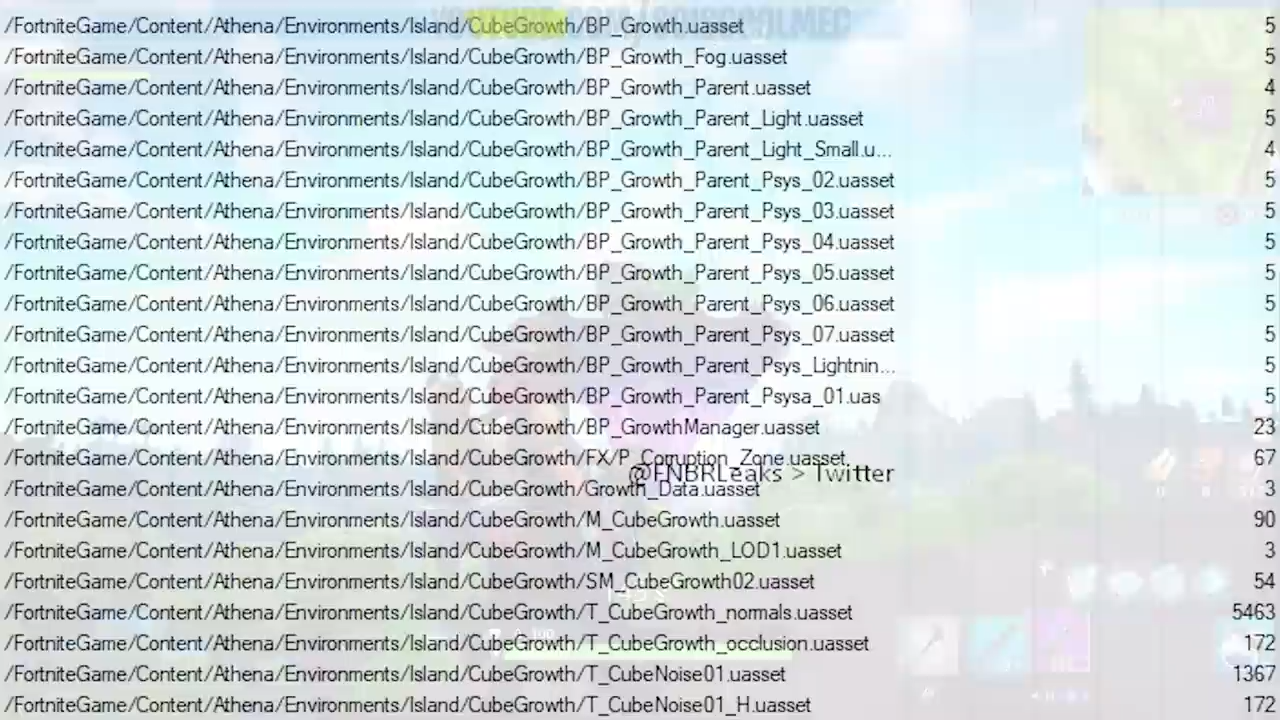 /FortniteGame/Content/Athena/Environments/Island/CubeGrowth/BP_Growth.uasset 5
/FortniteGame/Content/Athena/Environments/Island/CubeGrowth/BP_Growth_Fog.uasset 5
/FortniteGame/Content/Athena/Environments/Island/CubeGrowth/BP_Growth_Parent.uasset 4
/FortniteGame/Content/Athena/Environments/Island/CubeGrowth/BP_Growth_Parent_Light.uasset 5
/FortniteGame/Content/Athena/Environments/Island/CubeGrowth/BP_Growth_Parent_Light_Small.u... 4
/FortniteGame/Content/Athena/Environments/Island/CubeGrowth/BP_Growth_Parent_Psys_02.uasset 5
/FortniteGame/Content/Athena/Environments/Island/CubeGrowth/BP_Growth_Parent_Psys_03.uasset 5
/FortniteGame/Content/Athena/Environments/Island/CubeGrowth/BP_Growth_Parent_Psys_04.uasset 5
/FortniteGame/Content/Athena/Environments/Island/CubeGrowth/BP_Growth_Parent_Psys_05.uasset 5
/FortniteGame/Content/Athena/Environments/Island/CubeGrowth/BP_Growth_Parent_Psys_06.uasset 5
/FortniteGame/Content/Athena/Environments/Island/CubeGrowth/BP_Growth_Parent_Psys_07.uasset 5
/FortniteGame/Content/Athena/Environments/Island/CubeGrowth/BP_Growth_Parent_Psys_Lightnin... 5
/FortniteGame/Content/Athena/Environments/Island/CubeGrowth/BP_Growth_Parent_Psysa_01.uas 5
/FortniteGame/Content/Athena/Environments/Island/CubeGrowth/BP_GrowthManager.uasset 23
/FortniteGame/Content/Athena/Environments/Island/CubeGrowth/FX/P_Corruption_Zone.uasset 67
@FNBRLeaks > Twitter
/FortniteGame/Content/Athena/Environments/Island/CubeGrowth/Growth_Data.uasset 3
/FortniteGame/Content/Athena/Environments/Island/CubeGrowth/M_CubeGrowth.uasset 90
/FortniteGame/Content/Athena/Environments/Island/CubeGrowth/M_CubeGrowth_LOD1.uasset 3
/FortniteGame/Content/Athena/Environments/Island/CubeGrowth/SM_CubeGrowth02.uasset 54
/FortniteGame/Content/Athena/Environments/Island/CubeGrowth/T_CubeGrowth_normals.uasset 5463
/FortniteGame/Content/Athena/Environments/Island/CubeGrowth/T_CubeGrowth_occlusion.uasset 172
/FortniteGame/Content/Athena/Environments/Island/CubeGrowth/T_CubeNoise01.uasset 1367
/FortniteGame/Content/Athena/Environments/Island/CubeGrowth/T_CubeNoise01_H.uasset 172